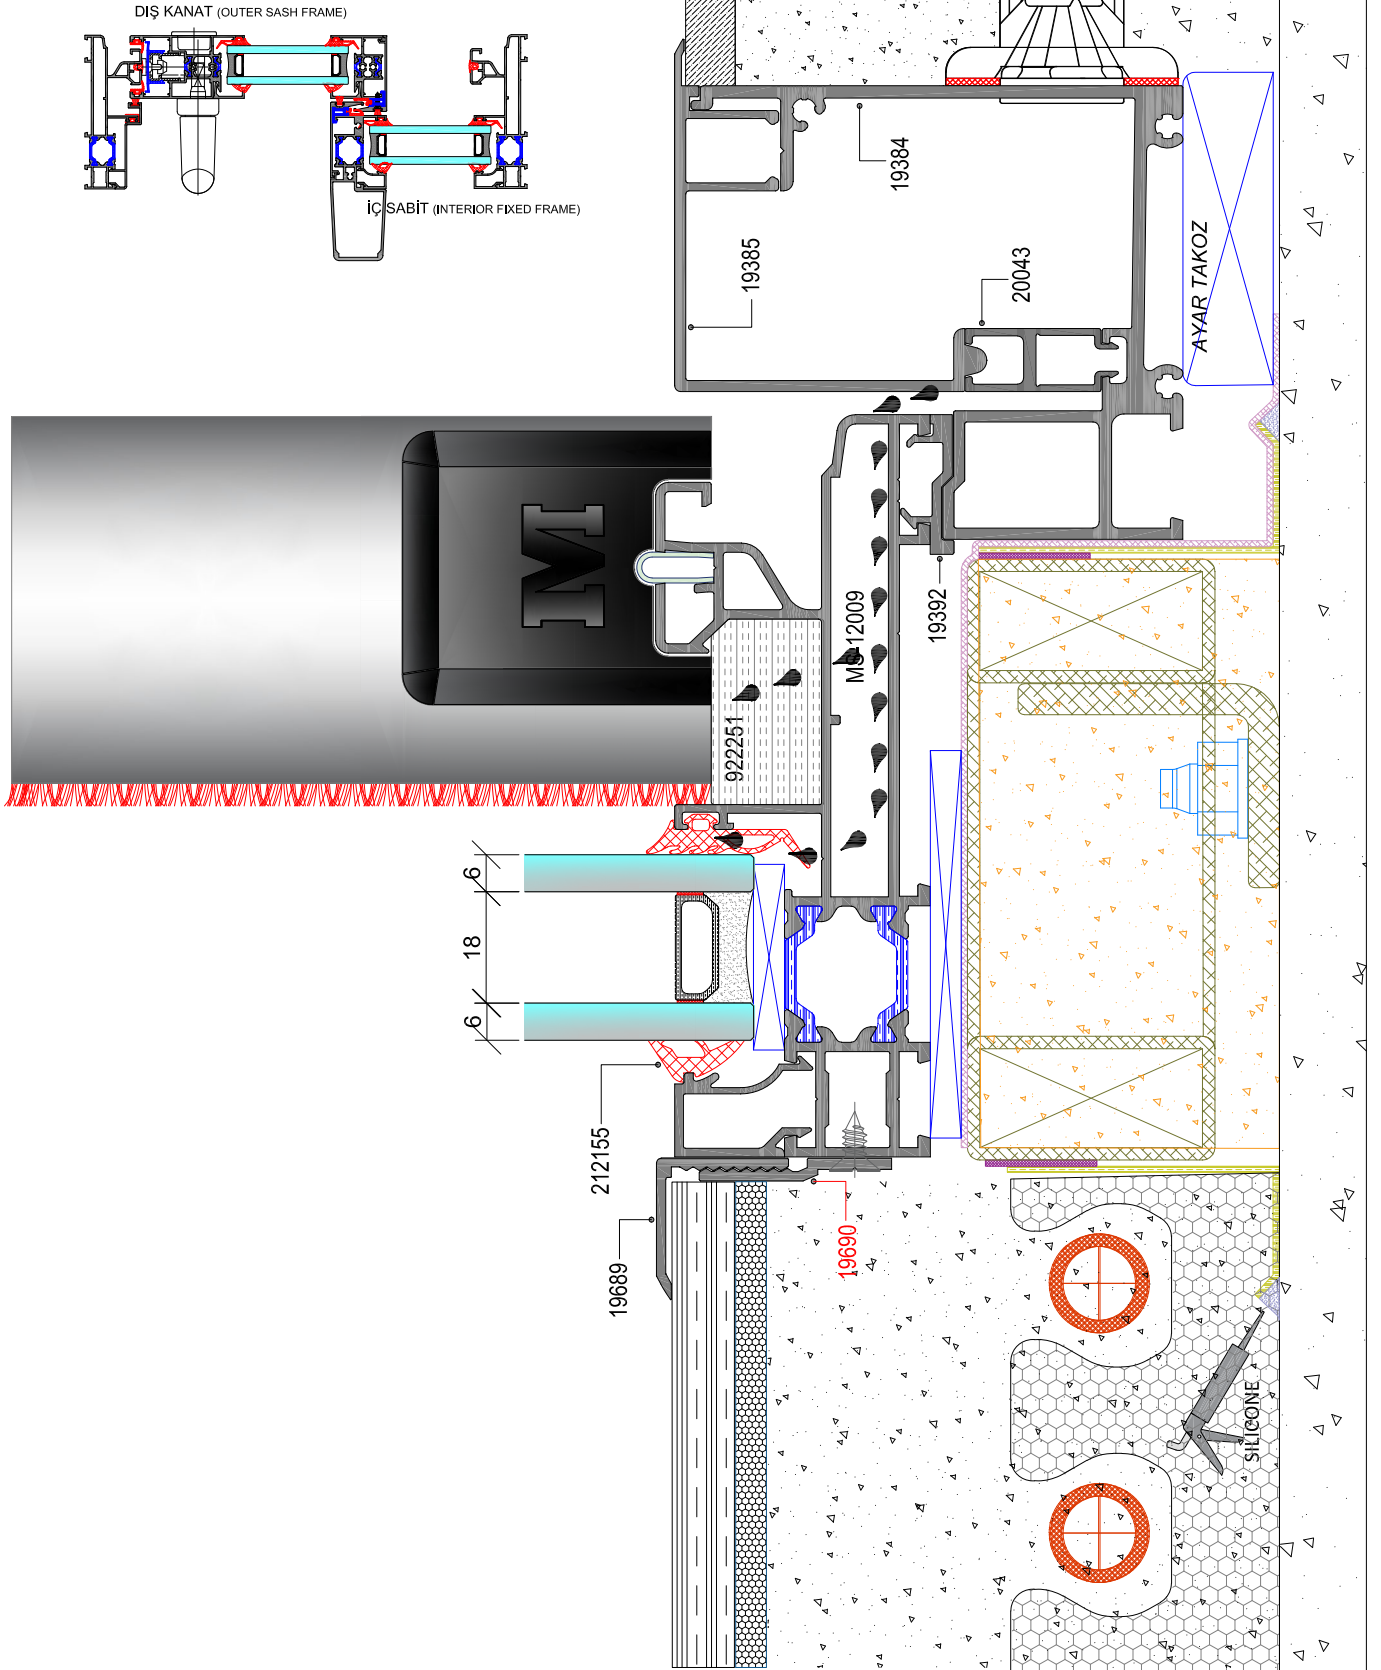 DIŞ KANAT (OUTER SASH FRAME)
İÇ SABİT (INTERIOR FIXED FRAME)
19384
19385
20043
AYAR TAKOZ
M
MS-12009
19392
922251
6
18
6
212155
19689
19690
SILICONE